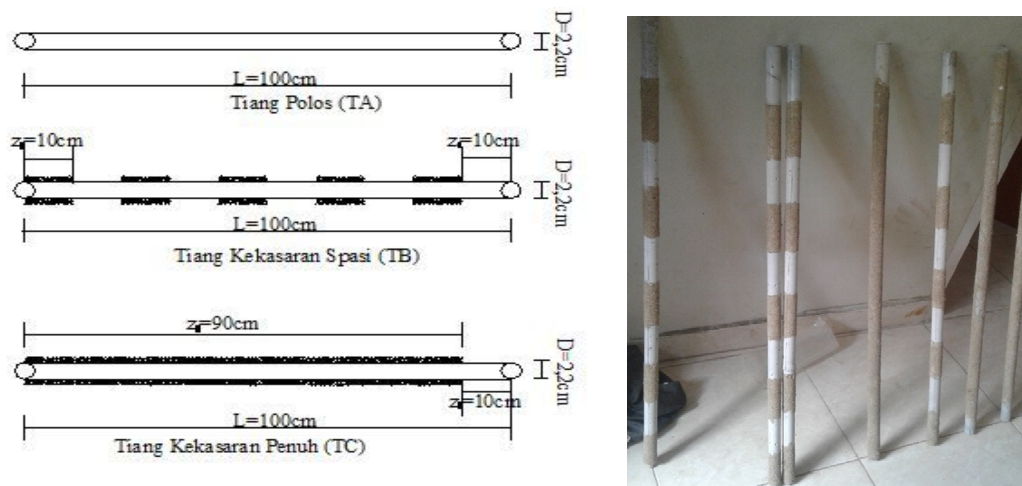 D=2,2cm
L=100cm
Tiang Polos (TA)
z=10cm
z=10cm
D=2,2cm
L=100cm
Tiang Kekasaran Spasi (TB)
z=90cm
D=2,2cm
z=10cm
L=100cm
Tiang Kekasaran Penuh (TC)